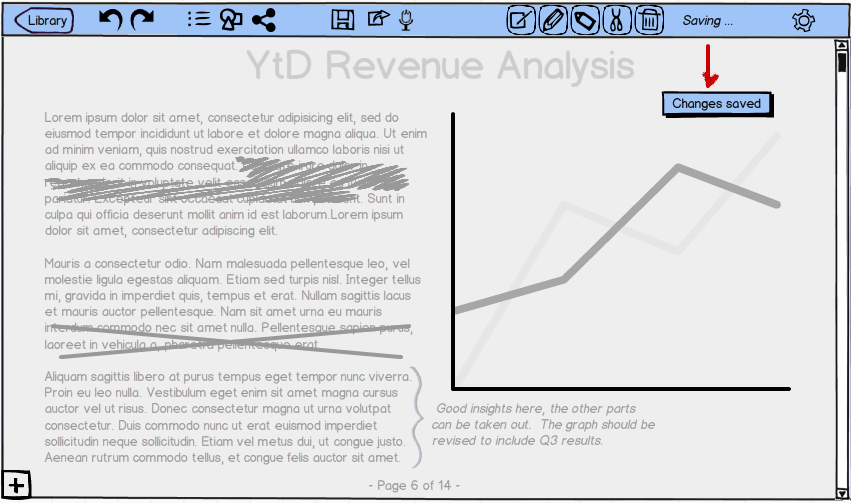 Library
Saving ...
YtD Revenue Analysis
Changes saved
Lorem ipsum dolor sit amet, consectetur adipisicing elit, sed do
eiusmod tempor incididunt ut labore et dolore magna aliqua. Ut enim
ad minim veniam, quis nostrud exercitation ullamco laboris nisi ut
aliquip ex ea commodo consequat.
in voluptate velit
pariatur. Excepteur sint occaecat Sunt in
culpa qui officia deserunt mollit anim id est laborum.Lorem ipsum
dolor sit amet, consectetur adipiscing elit.
Mauris a consectetur odio. Nam malesuada pellentesque leo, vel
molestie ligula egestas aliquam. Etiam sed turpis nisl. Integer tellus
mi, gravida in imperdiet quis, tempus et erat. Nullam sagittis lacus
et mauris auctor pellentesque. Nam sit amet urna eu mauris
interdum commodo nec sit amet nulla. Pellentesque sapien purus,
laoreet in vehicula a, pharetra pellentesque erat.
Aliquam sagittis libero at purus tempus eget tempor nunc viverra.
Proin eu leo nulla. Vestibulum eget enim sit amet magna cursus
auctor vel ut risus. Donec consectetur magna ut urna volutpat
consectetur. Duis commodo nunc ut erat euismod imperdiet
sollicitudin neque sollicitudin. Etiam vel metus dui, ut congue justo.
Aenean rutrum commodo tellus, et congue felis auctor sit amet.
Good insights here, the other parts
can be taken out. The graph should be
revised to include Q3 results.
- Page 6 of 14 -